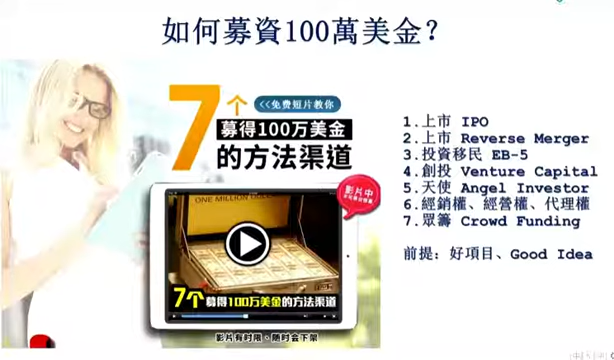 如何募資100萬美金?
7个
<<免费短片教你
募得100万美金
的方法渠道
影片中
ONE MILLION
7个募得100万美金的方法渠道
影片有时限,随时会下架
1.上市 IPO
2.上市 Reverse Merger
3.投資移民 EB-5
4.創投 Venture Capital
5.天使 Angel Investor
6.經銷權、經營權、代理權
7.眾籌 Crowd Funding
前提: 好項目、Good Idea